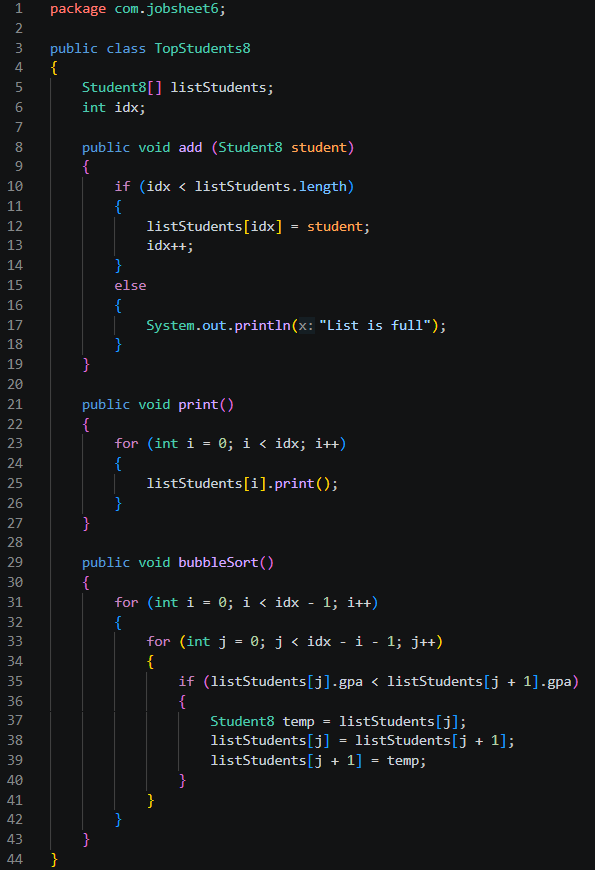 1 package com.jobsheet6;
2
3 public class TopStudents8
4 {
5     Student8[] listStudents;
6     int idx;
7
8     public void add (Student8 student)
9     {
10         if (idx < listStudents.length)
11         {
12             listStudents[idx] = student;
13             idx++;
14         }
15         else
16         {
17             System.out.println(x: "List is full");
18         }
19     }
20
21     public void print()
22     {
23         for (int i = 0; i < idx; i++)
24         {
25             listStudents[i].print();
26         }
27     }
28
29     public void bubbleSort()
30     {
31         for (int i = 0; i < idx - 1; i++)
32         {
33             for (int j = 0; j < idx - i - 1; j++)
34             {
35                 if (listStudents[j].gpa < listStudents[j + 1].gpa)
36                 {
37                     Student8 temp = listStudents[j];
38                     listStudents[j] = listStudents[j + 1];
39                     listStudents[j + 1] = temp;
40                 }
41             }
42         }
43     }
44 }